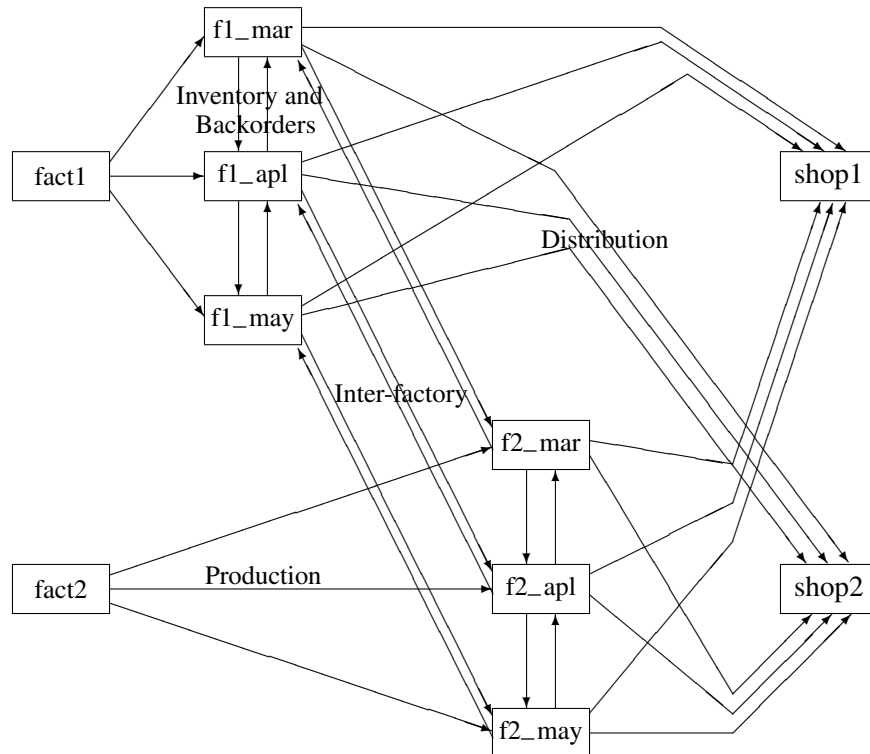 f1_mar
Inventory and
Backorders
fact1
f1_apl
shop1
Distribution
f1_may
Inter-factory
f2_mar
Production
fact2
f2_apl
shop2
f2_may